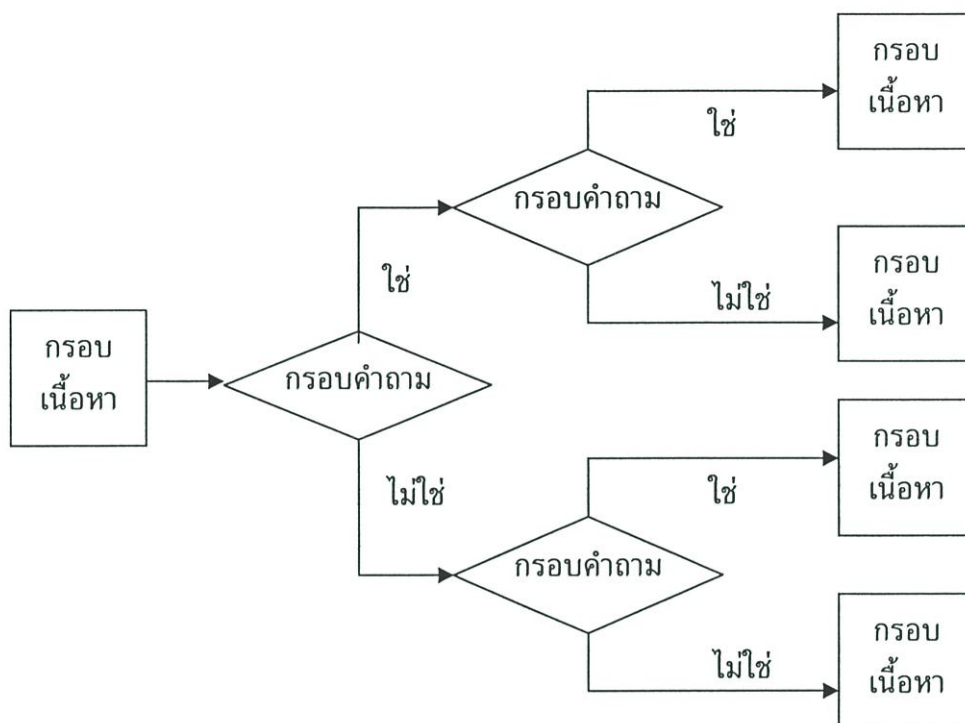 กรอบ
เนื้อหา
ใช่
กรอบคำถาม
ใช่
ไม่ใช่
กรอบ
เนื้อหา
กรอบ
เนื้อหา
กรอบคำถาม
ไม่ใช่
ใช่
กรอบ
เนื้อหา
กรอบคำถาม
ไม่ใช่
กรอบ
เนื้อหา